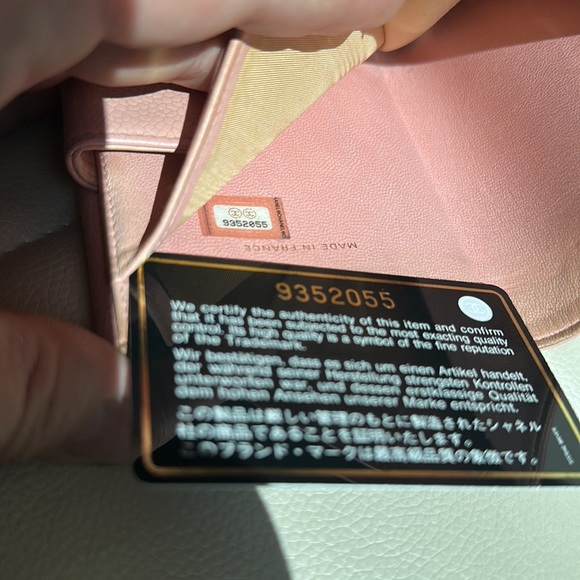 9352055
MADE IN FRANCE
9352055
We certify the authenticity of this item and confirm
that it has been subjected to the most exacting quality
control. Its high quality is a symbol of the fine reputation
of the Trademark.
Wir bestätigen, dass es sich um einen Artikel handelt,
der während seiner Herstellung strengsten Kontrollen
unterworfen war, und dessen erstklassige Qualität
dem hohen Ansehen unserer Marke entspricht.
この製品は厳しい管理のもとに製造されたシャネル
社の製品であることを証明いたします。
このブランド・マークは最高級品質の象徴です。